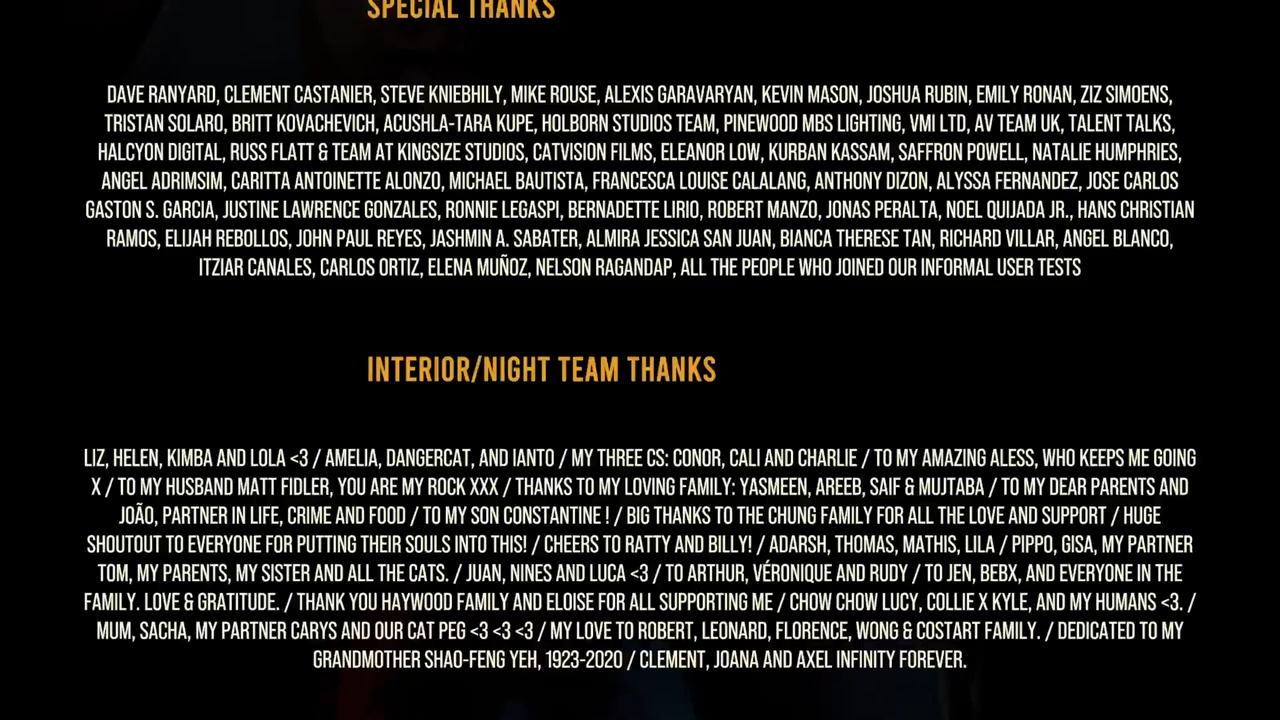 SPECIAL THANKS
DAVE RANYARD, CLEMENT CASTANIER, STEVE KNIEBHILY, MIKE ROUSE, ALEXIS GARAVARYAN, KEVIN MASON, JOSHUA RUBIN, EMILY RONAN, ZIZ SIMOENS,
TRISTAN SOLARO, BRITT KOVACHEVICH, ACUSHLA-TARA KUPE, HOLBORN STUDIOS TEAM, PINEWOOD MBS LIGHTING, VMI LTD, AV TEAM UK, TALENT TALKS,
HALCYON DIGITAL, RUSS FLATT & TEAM AT KINGSIZE STUDIOS, CATVISION FILMS, ELEANOR LOW, KURBAN KASSAM, SAFFRON POWELL, NATALIE HUMPHRIES,
ANGEL ADRIMSIM, CARITTA ANTOINETTE ALONZO, MICHAEL BAUTISTA, FRANCESCA LOUISE CALALANG, ANTHONY DIZON, ALYSSA FERNANDEZ, JOSE CARLOS
GASTON S. GARCIA, JUSTINE LAWRENCE GONZALES, RONNIE LEGASPI, BERNADETTE LIRIO, ROBERT MANZO, JONAS PERALTA, NOEL QUIJADA JR., HANS CHRISTIAN
RAMOS, ELIJAH REBOLLOS, JOHN PAUL REYES, JASHMIN A. SABATER, ALMIRA JESSICA SAN JUAN, BIANCA THERESE TAN, RICHARD VILLAR, ANGEL BLANCO,
ITZIAR CANALES, CARLOS ORTIZ, ELENA MUÑOZ, NELSON RAGANDAP, ALL THE PEOPLE WHO JOINED OUR INFORMAL USER TESTS
INTERIOR/NIGHT TEAM THANKS
LIZ, HELEN, KIMBA AND LOLA <3 / AMELIA, DANGERCAT, AND IANTO / MY THREE CS: CONOR, CALI AND CHARLIE / TO MY AMAZING ALESS, WHO KEEPS ME GOING
X / TO MY HUSBAND MATT FIDLER, YOU ARE MY ROCK XXX / THANKS TO MY LOVING FAMILY: YASMEEN, AREEB, SAIF & MUJTABA / TO MY DEAR PARENTS AND
JOÃO, PARTNER IN LIFE, CRIME AND FOOD / TO MY SON CONSTANTINE ! / BIG THANKS TO THE CHUNG FAMILY FOR ALL THE LOVE AND SUPPORT / HUGE
SHOUTOUT TO EVERYONE FOR PUTTING THEIR SOULS INTO THIS! / CHEERS TO RATTY AND BILLY! / ADARSH, THOMAS, MATHIS, LILA / PIPPO, GISA, MY PARTNER
TOM, MY PARENTS, MY SISTER AND ALL THE CATS. / JUAN, NINES AND LUCA <3 / TO ARTHUR, VÉRONIQUE AND RUDY / TO JEN, BEBX, AND EVERYONE IN THE
FAMILY. LOVE & GRATITUDE. / THANK YOU HAYWOOD FAMILY AND ELOISE FOR ALL SUPPORTING ME / CHOW CHOW LUCY, COLLIE X KYLE, AND MY HUMANS <3. /
MUM, SACHA, MY PARTNER CARYS AND OUR CAT PEG <3 <3 <3 / MY LOVE TO ROBERT, LEONARD, FLORENCE, WONG & COSTART FAMILY. / DEDICATED TO MY
GRANDMOTHER SHAO-FENG YEH, 1923-2020 / CLEMENT, JOANA AND AXEL INFINITY FOREVER.